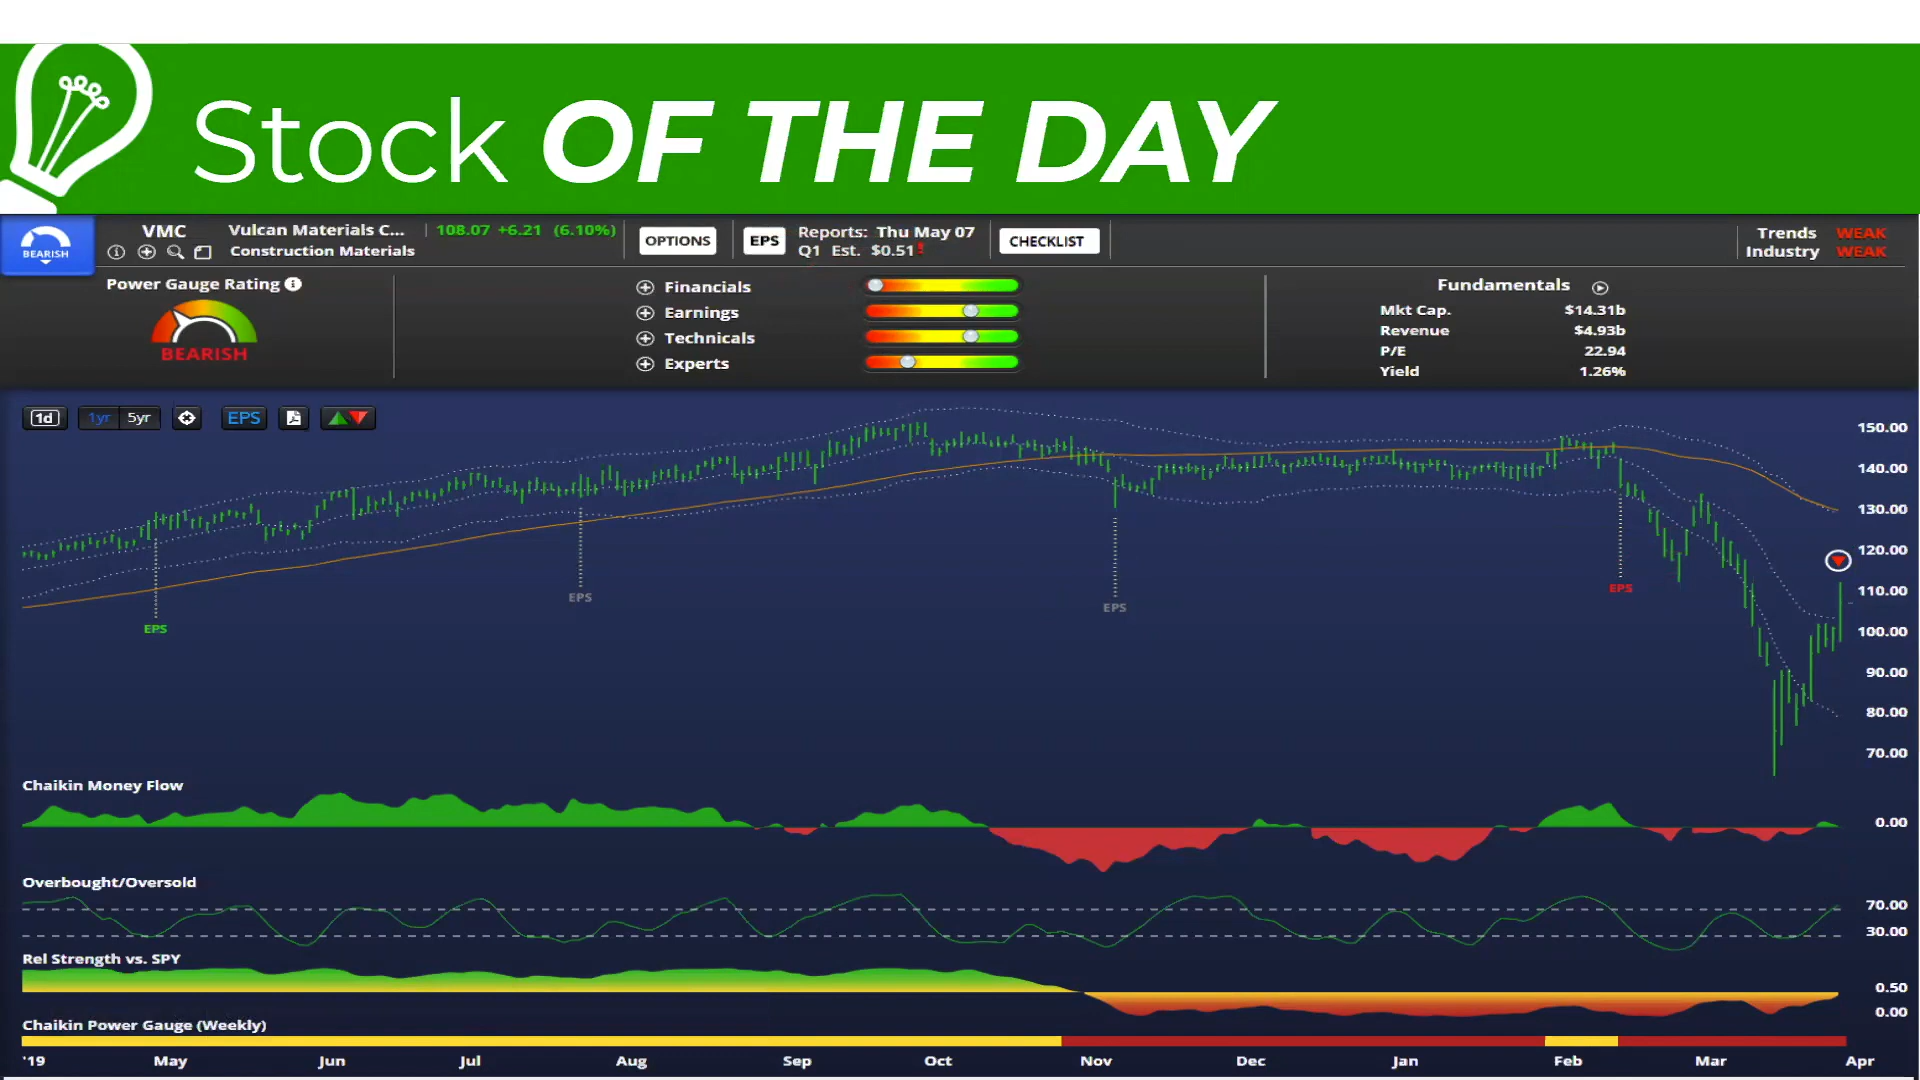 Stock OF THE DAY
BEARISH
VMC
Vulcan Materials C...
108.07 +6.21 (6.10%)
Construction Materials
OPTIONS
EPS
Reports: Thu May 07
Q1 Est. $0.51!
CHECKLIST
Trends WEAK
Industry WEAK
Power Gauge Rating
BEARISH
Financials
Earnings
Technicals
Experts
Fundamentals
Mkt Cap. $14.31b
Revenue $4.93b
P/E 22.94
Yield 1.26%
1d 1yr 5yr EPS
150.00
140.00
130.00
120.00
110.00
100.00
90.00
80.00
70.00
EPS
EPS
EPS
EPS
Chaikin Money Flow
0.00
Overbought/Oversold
70.00
30.00
Rel Strength vs. SPY
0.50
0.00
Chaikin Power Gauge (Weekly)
'19 May Jun Jul Aug Sep Oct Nov Dec Jan Feb Mar Apr